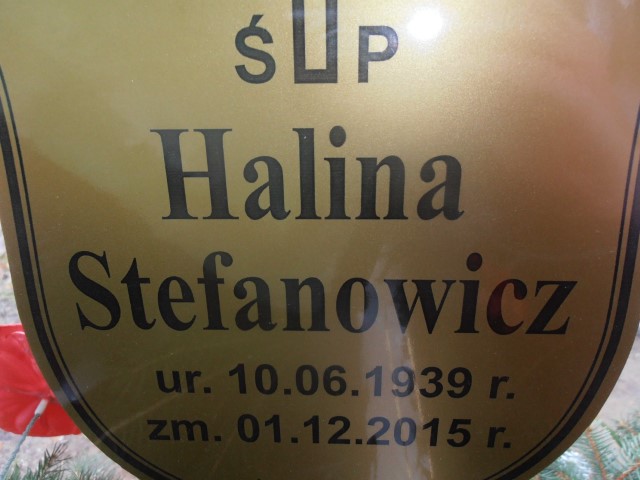 Ś P
Halina
Stefanowicz
ur. 10.06.1939 r.
zm. 01.12.2015 r.